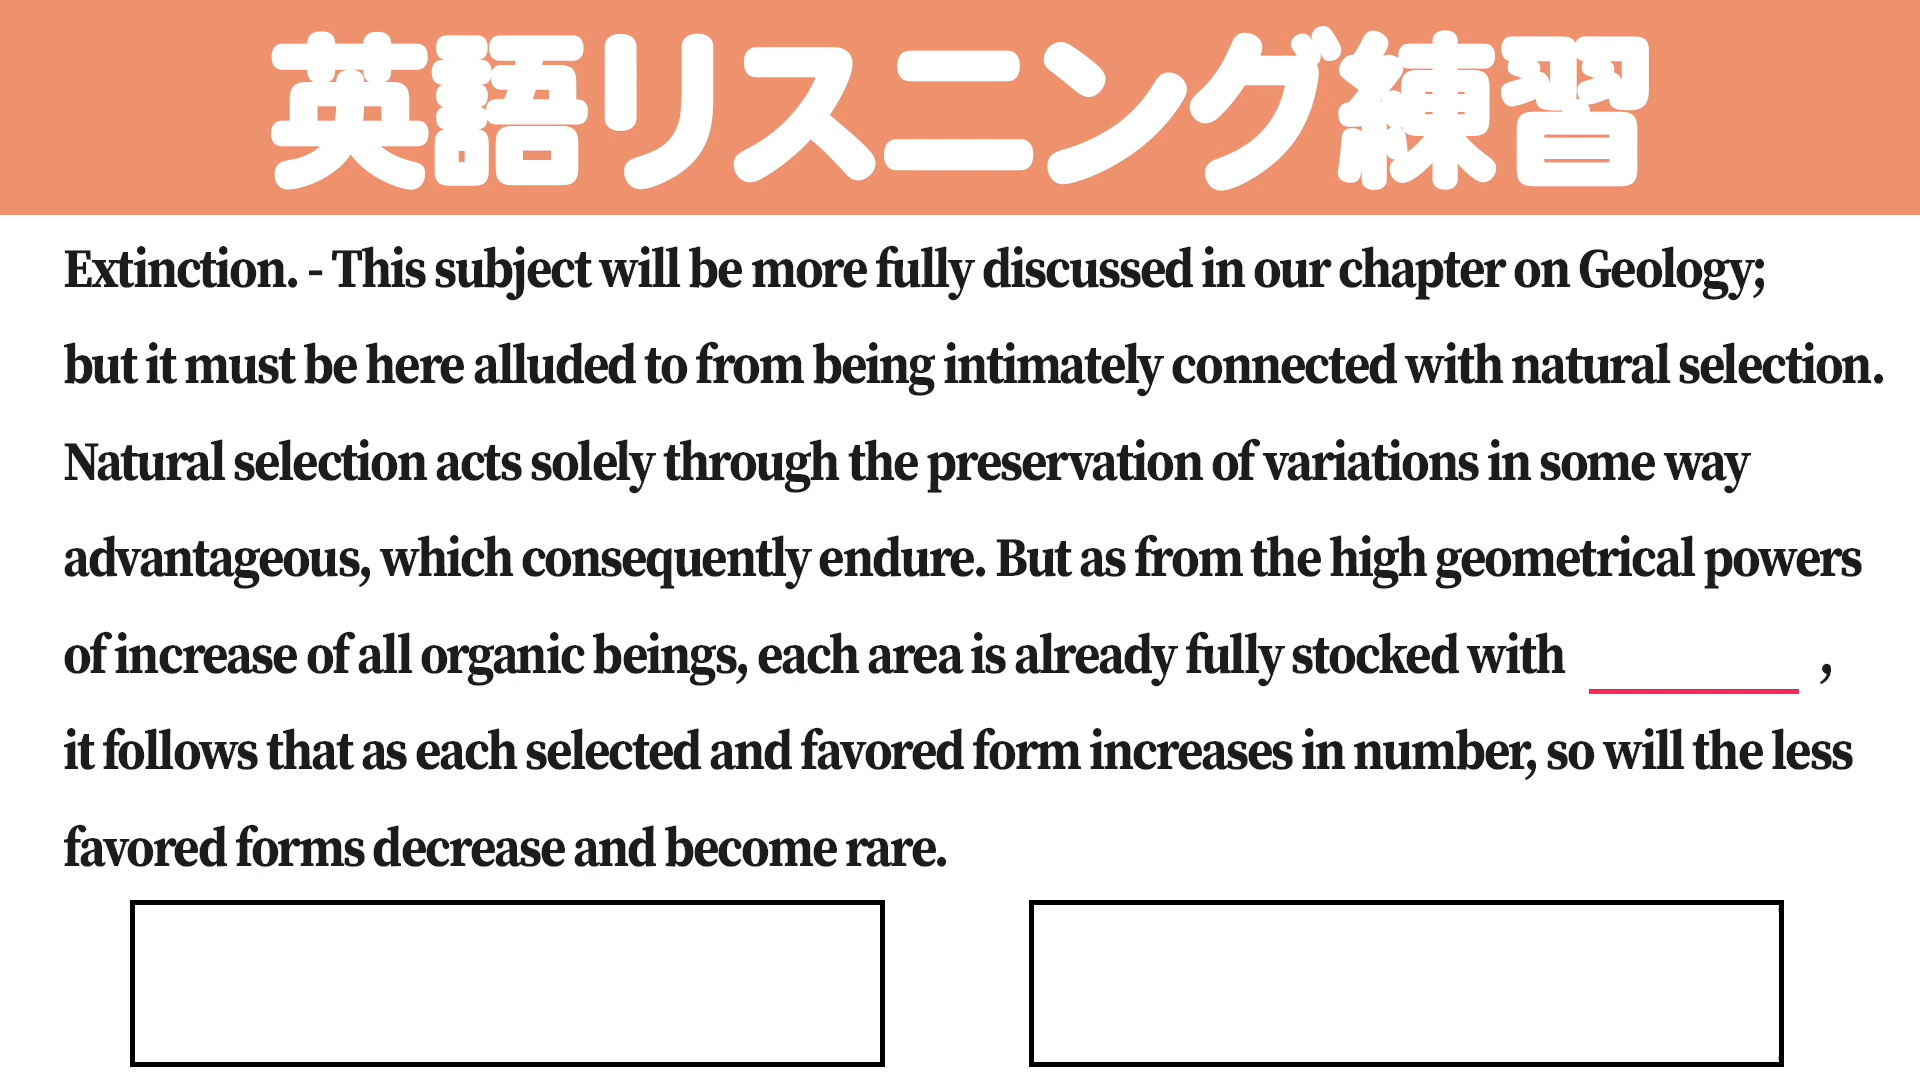 英語リスニング練習
Extinction. - This subject will be more fully discussed in our chapter on Geology;
but it must be here alluded to from being intimately connected with natural selection.
Natural selection acts solely through the preservation of variations in some way
advantageous, which consequently endure. But as from the high geometrical powers
of increase of all organic beings, each area is already fully stocked with ,
it follows that as each selected and favored form increases in number, so will the less
favored forms decrease and become rare.